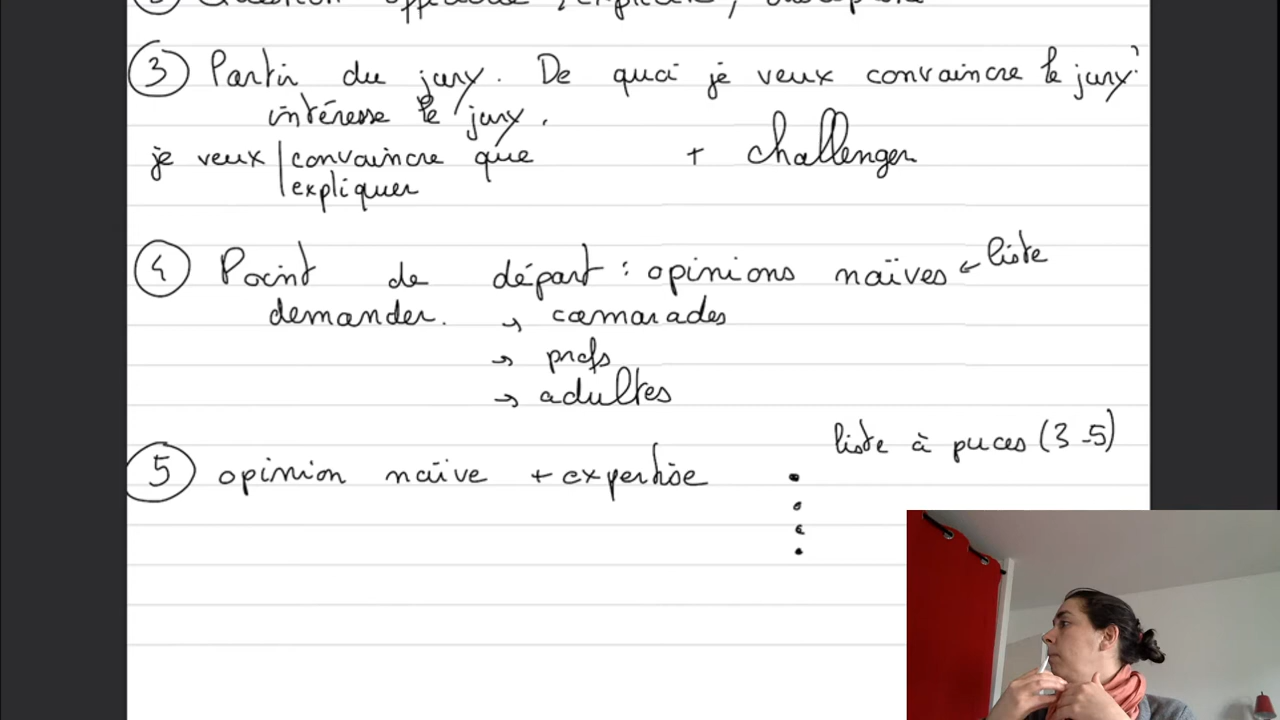 ③ Partir du jury. De quoi je veux convaincre le jury?
intéresse le jury.
je veux convaincre que + challenger
expliquer
④ Point de départ : opinions naïves ← liste
demander. → camarades
→ profs
→ adultes
liste à puces (3-5)
⑤ opinion naïve + expertise